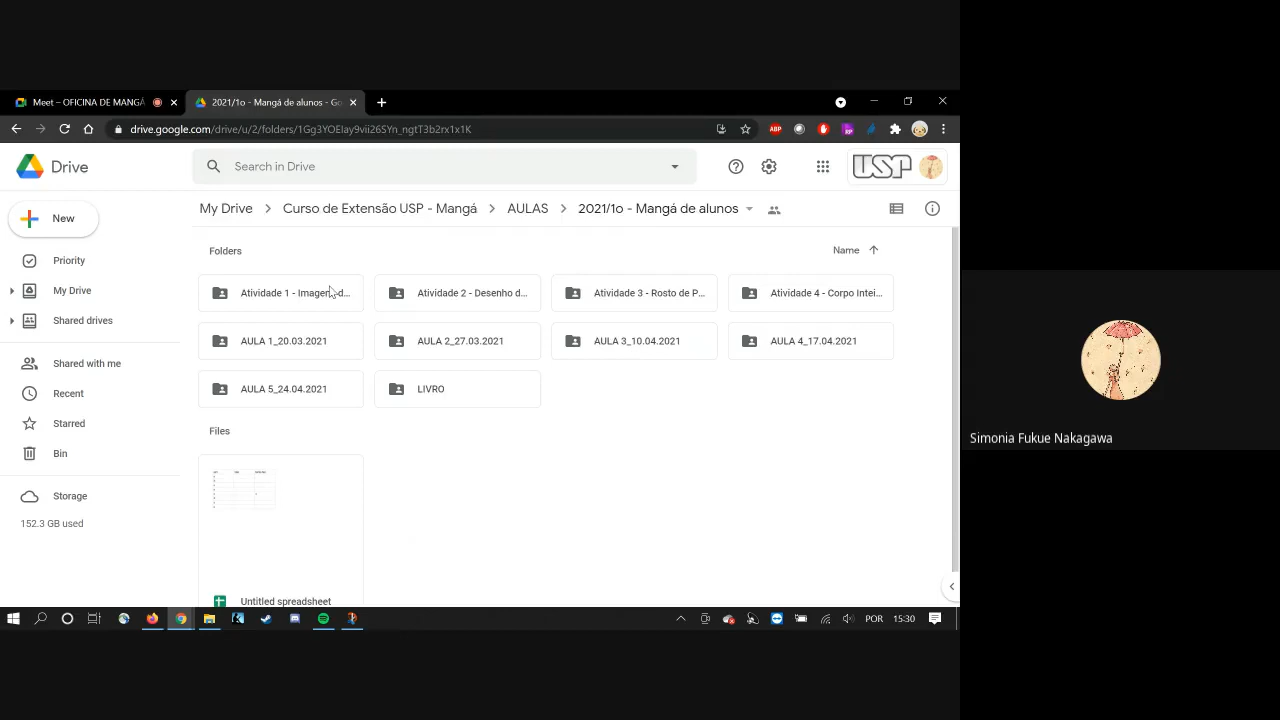 Meet – OFICINA DE MANGÁ
2021/1o - Mangá de alunos - Go
drive.google.com/drive/u/2/folders/1Gg3YOEIay9vii26SYn_ngtT3b2rx1x1K
ABP
Drive
Search in Drive
USP
New
My Drive > Curso de Extensão USP - Mangá > AULAS > 2021/1o - Mangá de alunos
Priority
My Drive
Shared drives
Shared with me
Recent
Starred
Bin
Storage
152.3 GB used
Folders
Name
Atividade 1 - Imagem d...
Atividade 2 - Desenho d...
Atividade 3 - Rosto de P...
Atividade 4 - Corpo Intei...
AULA 1_20.03.2021
AULA 2_27.03.2021
AULA 3_10.04.2021
AULA 4_17.04.2021
AULA 5_24.04.2021
LIVRO
Files
Untitled spreadsheet
POR
15:30
Simonia Fukue Nakagawa